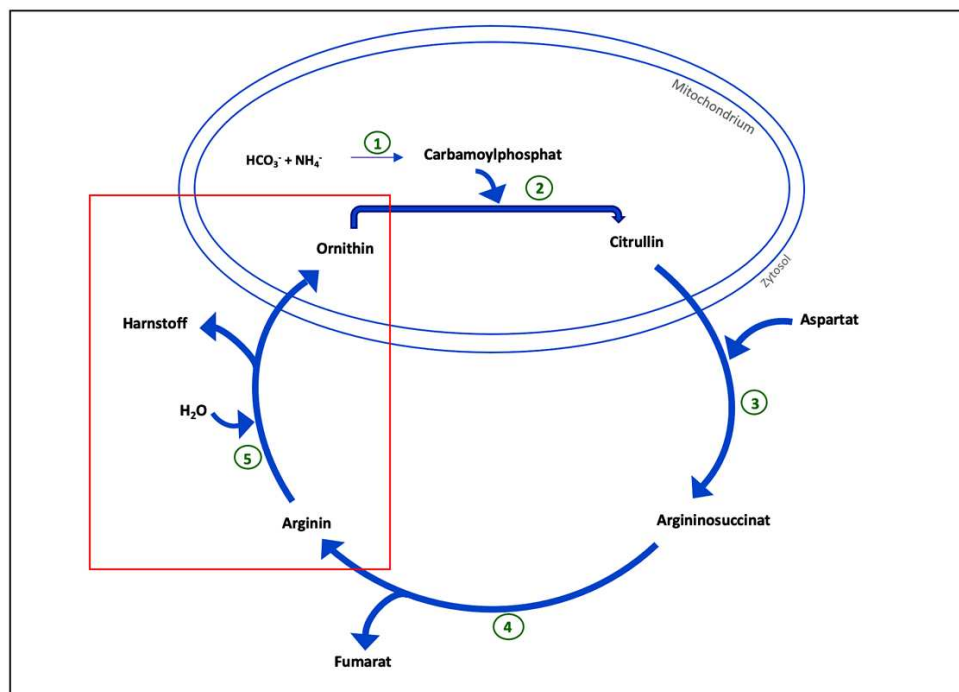 Mitochondrium
1
HCO₃⁻ + NH₄⁻
Carbamoylphosphat
2
Ornithin
Citrullin
Zytosol
Harnstoff
Aspartat
H₂O
3
5
Arginin
Argininosuccinat
4
Fumarat